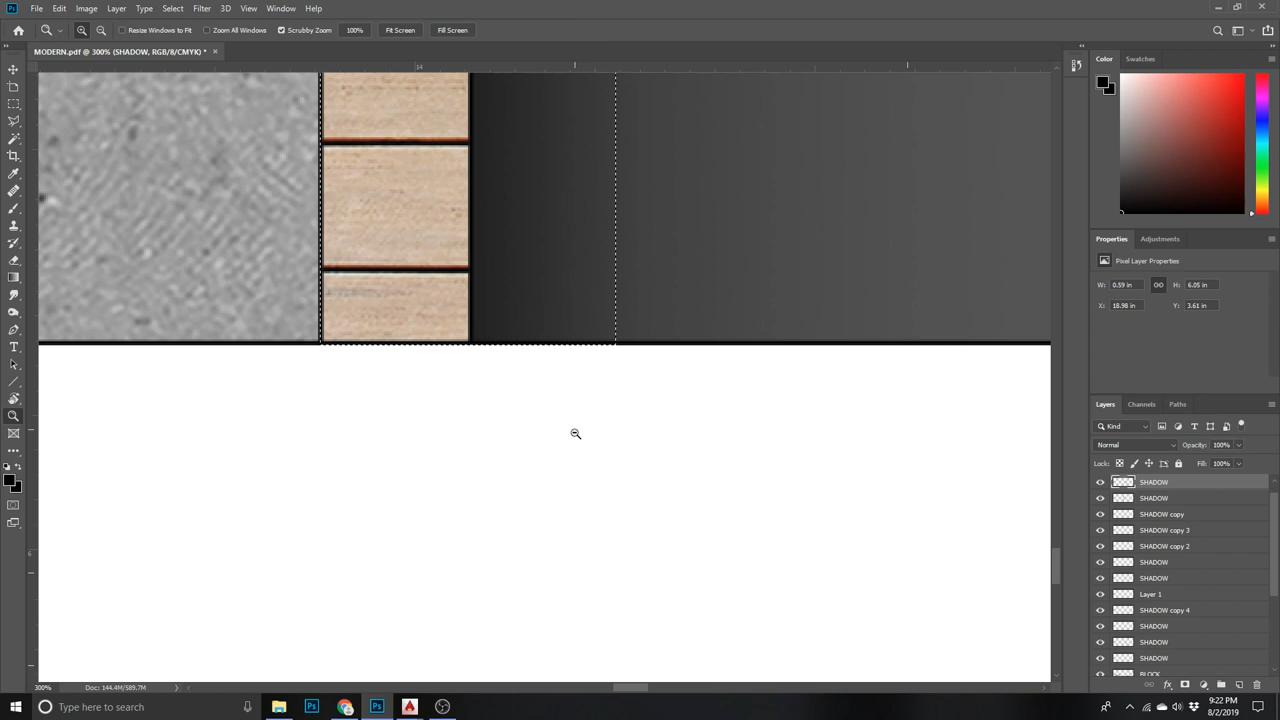 Ps File Edit Image Layer Type Select Filter 3D View Window Help
Resize Windows to Fit Zoom All Windows Scrubby Zoom 100% Fit Screen Fill Screen
MODERN.pdf @ 300% (SHADOW, RGB/8/CMYK) * ×
14
Color Swatches
Properties Adjustments
Pixel Layer Properties
W: 0.59 in H: 6.05 in
X: 18.98 in Y: 3.61 in
Layers Channels Paths
Kind
Normal Opacity: 100%
Lock: Fill: 100%
SHADOW
SHADOW
SHADOW copy
SHADOW copy 3
SHADOW copy 2
SHADOW
SHADOW
Layer 1
SHADOW copy 4
SHADOW
SHADOW
SHADOW
BLOCK
6
300% Doc: 144.4M/589.7M
Type here to search
Ps Ps
9:22 PM
8/2/2019